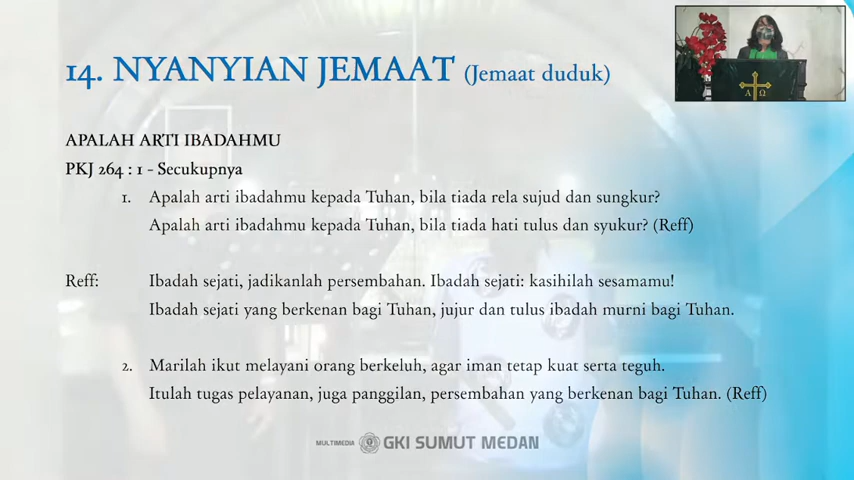 14. NYANYIAN JEMAAT (Jemaat duduk)
APALAH ARTI IBADAHMU
PKJ 264 : 1 - Secukupnya
1. Apalah arti ibadahmu kepada Tuhan, bila tiada rela sujud dan sungkur?
Apalah arti ibadahmu kepada Tuhan, bila tiada hati tulus dan syukur? (Reff)
Reff: Ibadah sejati, jadikanlah persembahan. Ibadah sejati: kasihilah sesamamu!
Ibadah sejati yang berkenan bagi Tuhan, jujur dan tulus ibadah murni bagi Tuhan.
2. Marilah ikut melayani orang berkeluh, agar iman tetap kuat serta teguh.
Itulah tugas pelayanan, juga panggilan, persembahan yang berkenan bagi Tuhan. (Reff)
MULTIMEDIA GKI SUMUT MEDAN
Α Ω